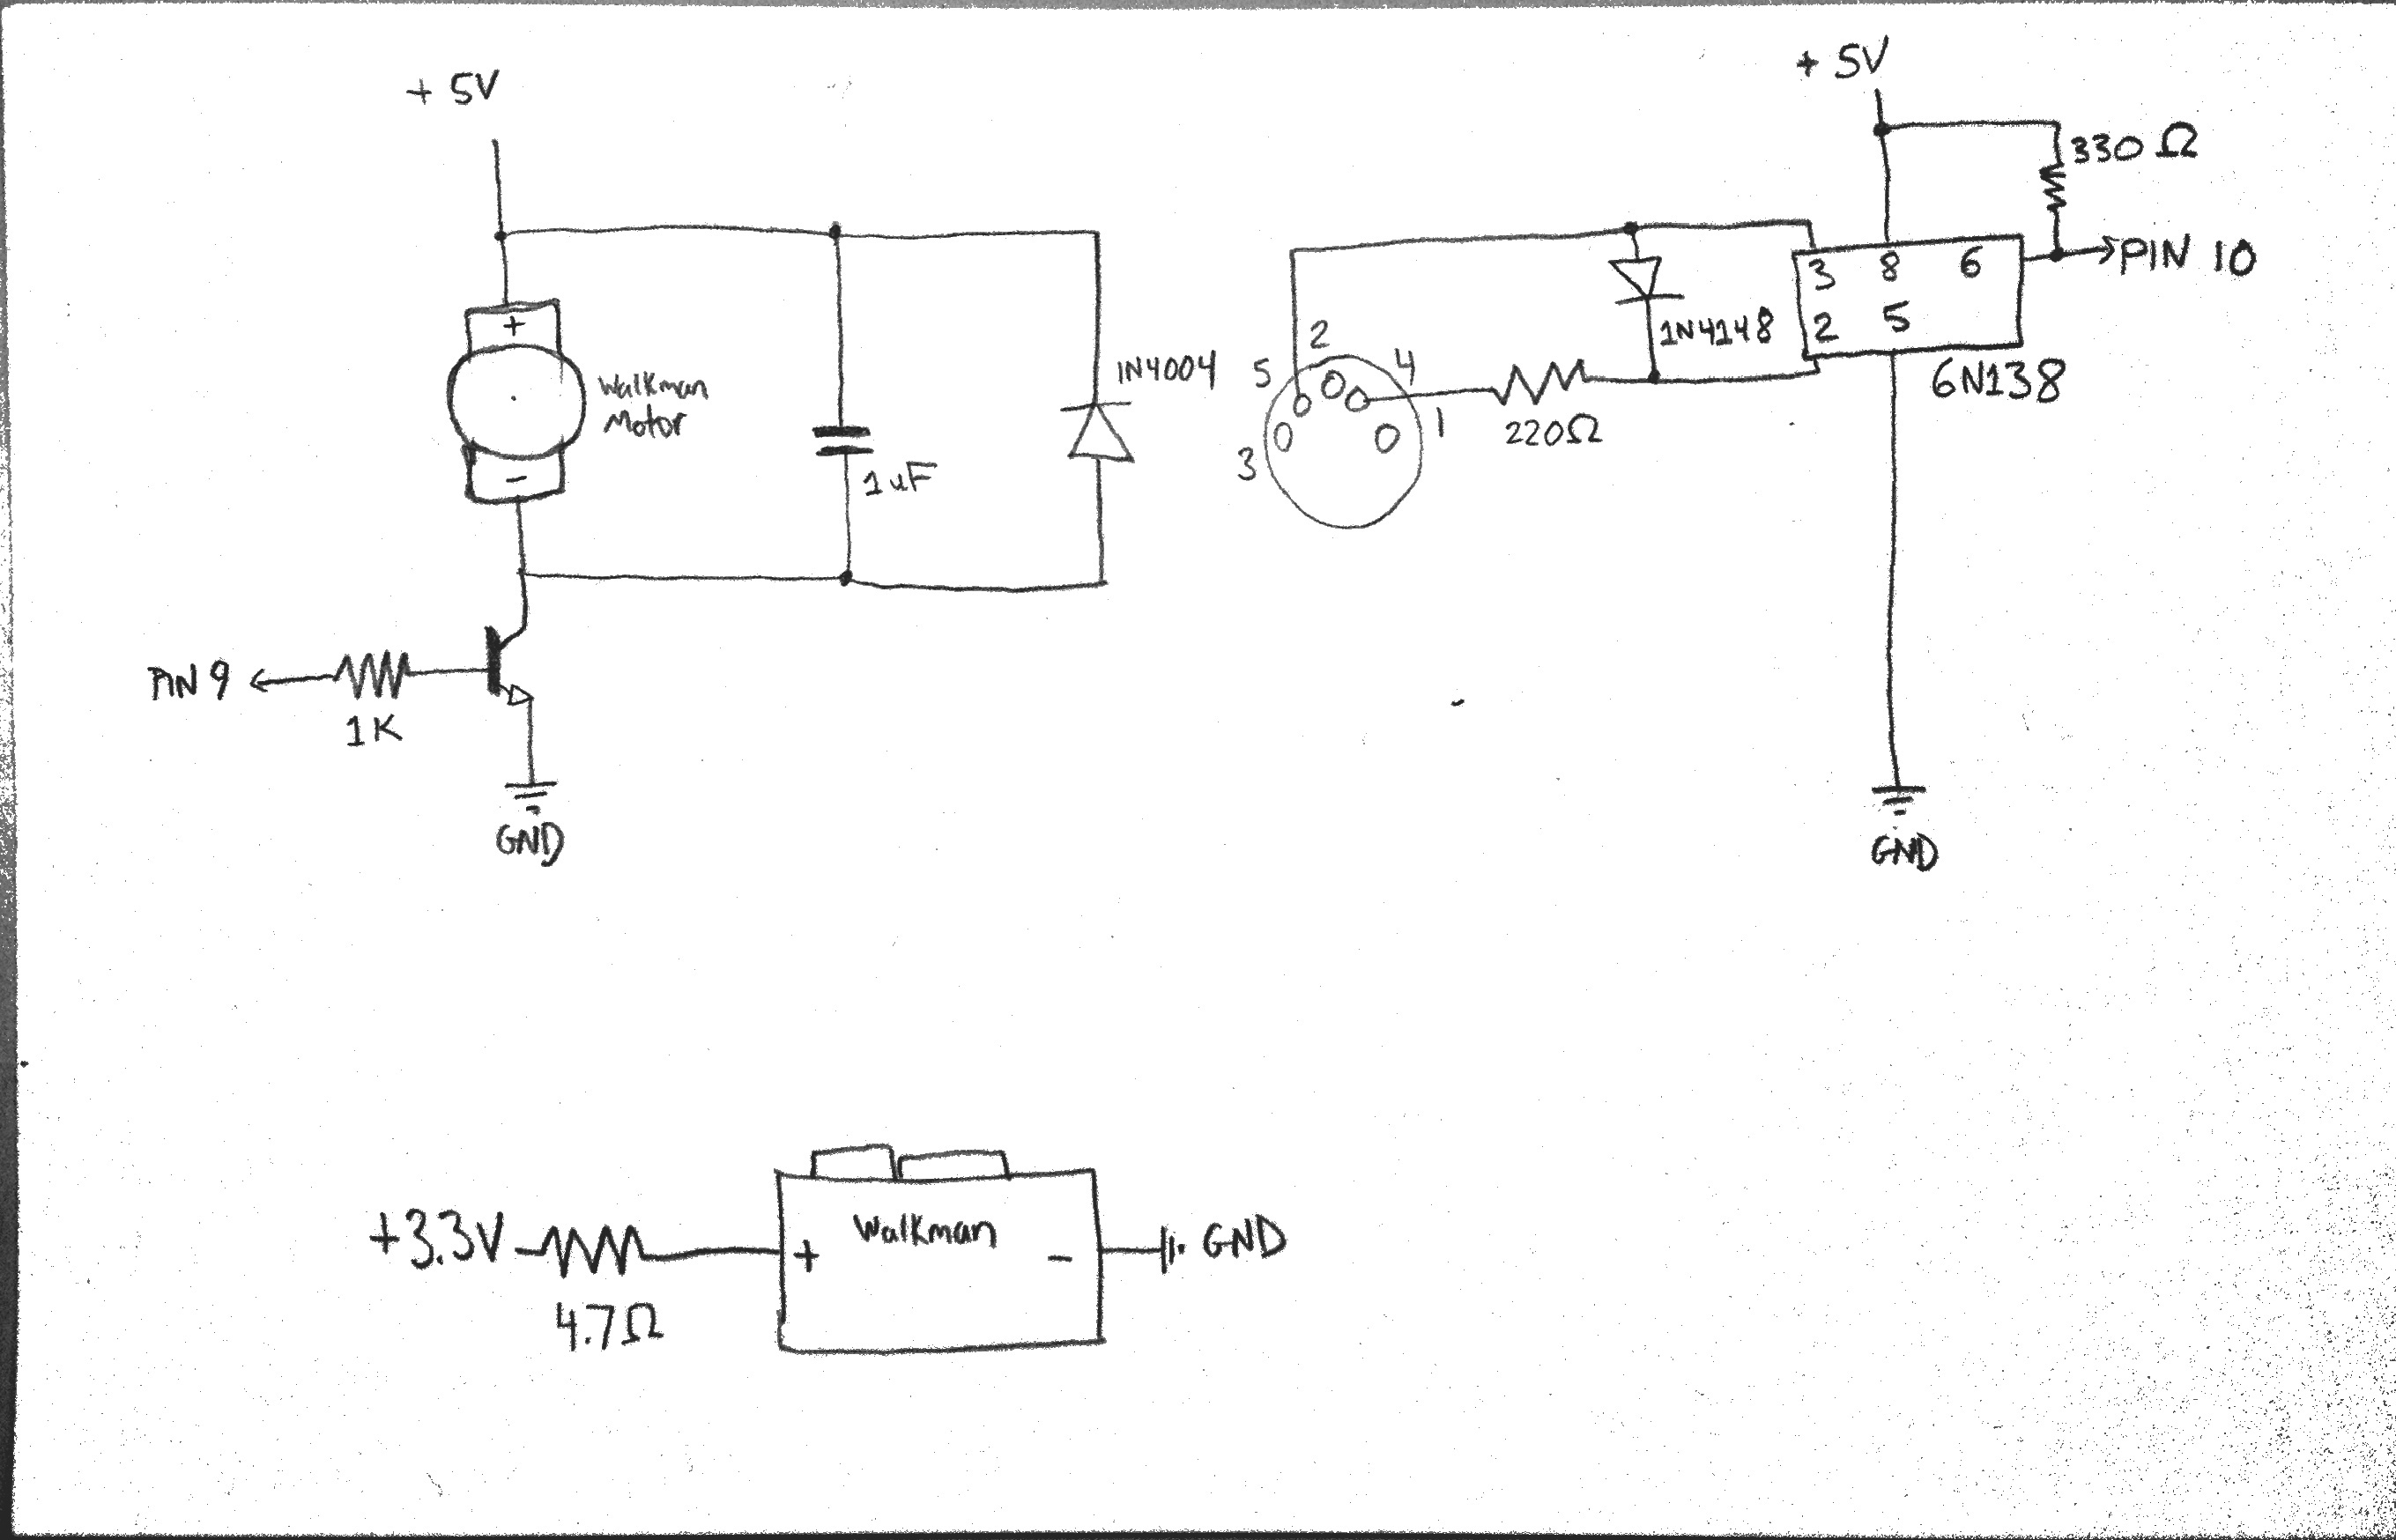 + 5V
+
Walkman
Motor
-
1uF
1N4004
PIN 9
1K
GND
+ 5V
330 Ω
3 8 6
2 5
PIN 10
6N138
1N4148
2
5
4
3
1
220Ω
GND
+3.3V
4.7Ω
Walkman
+ -
GND